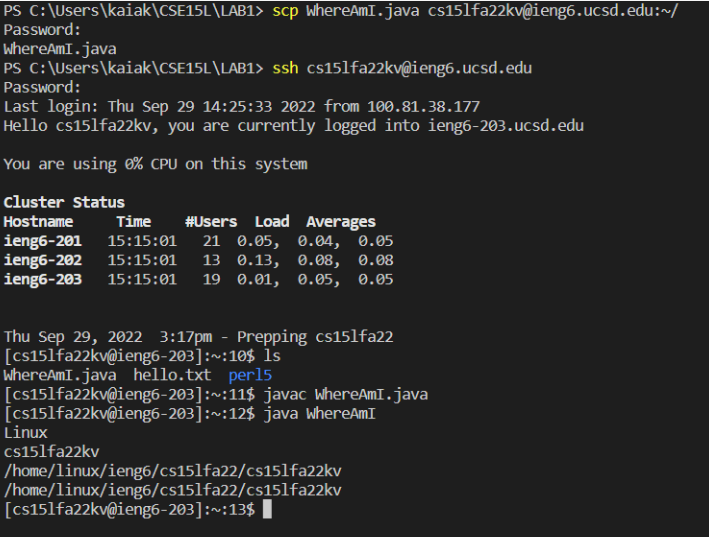 PS C:\Users\kaiak\CSE15L\LAB1> scp WhereAmI.java cs15lfa22kv@ieng6.ucsd.edu:~/
Password:
WhereAmI.java
PS C:\Users\kaiak\CSE15L\LAB1> ssh cs15lfa22kv@ieng6.ucsd.edu
Password:
Last login: Thu Sep 29 14:25:33 2022 from 100.81.38.177
Hello cs15lfa22kv, you are currently logged into ieng6-203.ucsd.edu
You are using 0% CPU on this system
Cluster Status
Hostname Time #Users Load Averages
ieng6-201 15:15:01 21 0.05, 0.04, 0.05
ieng6-202 15:15:01 13 0.13, 0.08, 0.08
ieng6-203 15:15:01 19 0.01, 0.05, 0.05
Thu Sep 29, 2022 3:17pm - Prepping cs15lfa22
[cs15lfa22kv@ieng6-203]:~:10$ ls
WhereAmI.java hello.txt perl5
[cs15lfa22kv@ieng6-203]:~:11$ javac WhereAmI.java
[cs15lfa22kv@ieng6-203]:~:12$ java WhereAmI
Linux
cs15lfa22kv
/home/linux/ieng6/cs15lfa22/cs15lfa22kv
/home/linux/ieng6/cs15lfa22/cs15lfa22kv
[cs15lfa22kv@ieng6-203]:~:13$